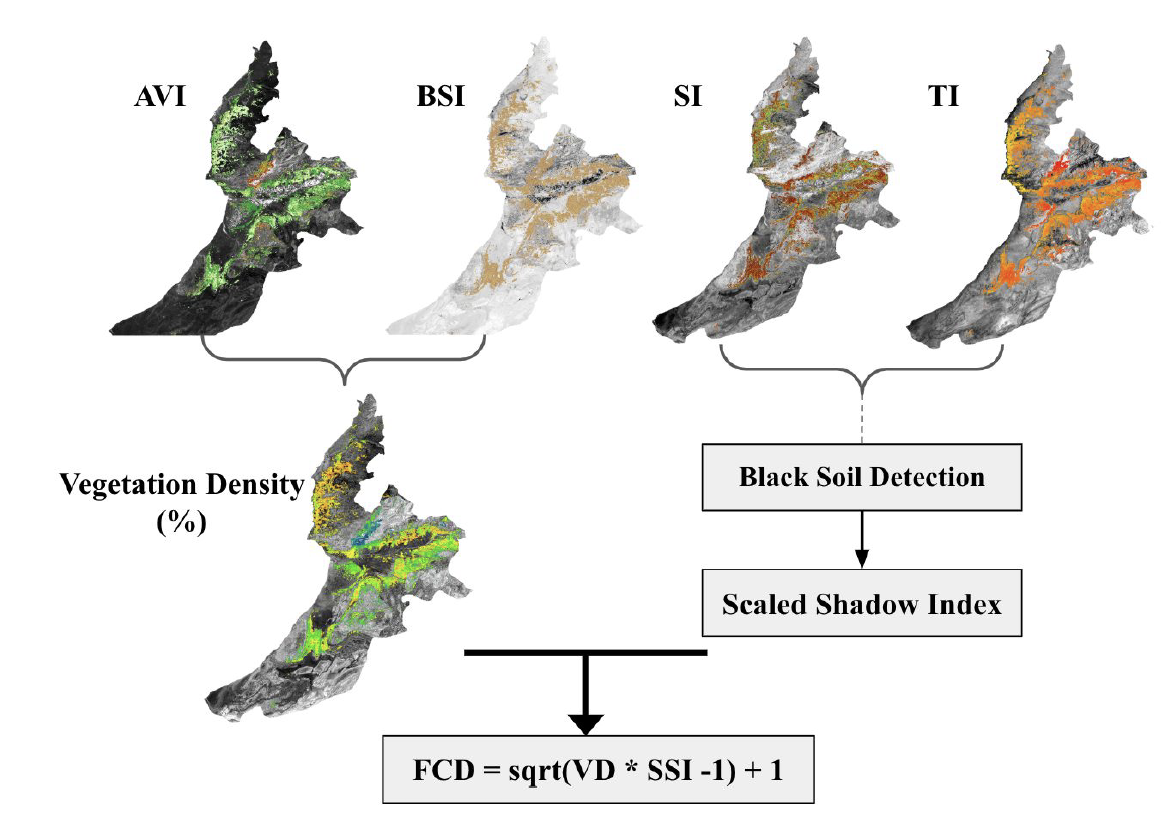 AVI
BSI
SI
TI
Vegetation Density
(%)
Black Soil Detection
Scaled Shadow Index
FCD = sqrt(VD * SSI -1) + 1